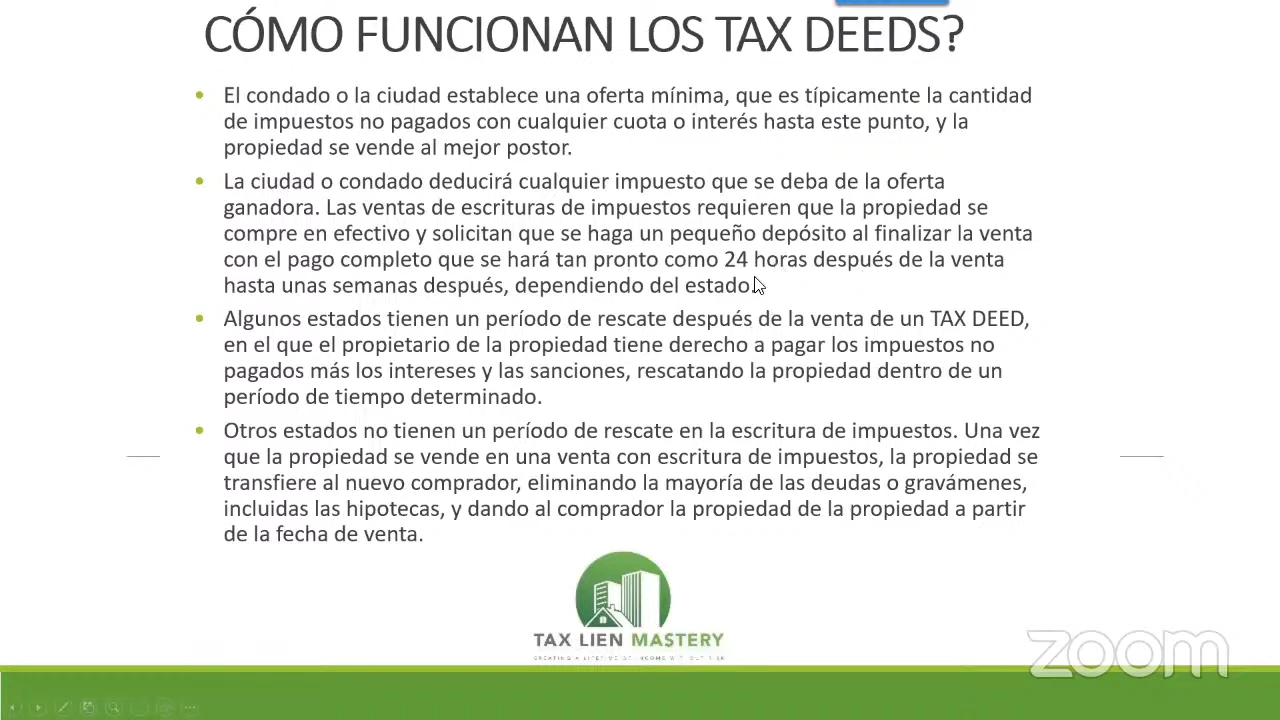 CÓMO FUNCIONAN LOS TAX DEEDS?
• El condado o la ciudad establece una oferta mínima, que es típicamente la cantidad
de impuestos no pagados con cualquier cuota o interés hasta este punto, y la
propiedad se vende al mejor postor.
• La ciudad o condado deducirá cualquier impuesto que se deba de la oferta
ganadora. Las ventas de escrituras de impuestos requieren que la propiedad se
compre en efectivo y solicitan que se haga un pequeño depósito al finalizar la venta
con el pago completo que se hará tan pronto como 24 horas después de la venta
hasta unas semanas después, dependiendo del estado.
• Algunos estados tienen un período de rescate después de la venta de un TAX DEED,
en el que el propietario de la propiedad tiene derecho a pagar los impuestos no
pagados más los intereses y las sanciones, rescatando la propiedad dentro de un
período de tiempo determinado.
• Otros estados no tienen un período de rescate en la escritura de impuestos. Una vez
que la propiedad se vende en una venta con escritura de impuestos, la propiedad se
transfiere al nuevo comprador, eliminando la mayoría de las deudas o gravámenes,
incluidas las hipotecas, y dando al comprador la propiedad de la propiedad a partir
de la fecha de venta.
TAX LIEN MASTERY
zoom